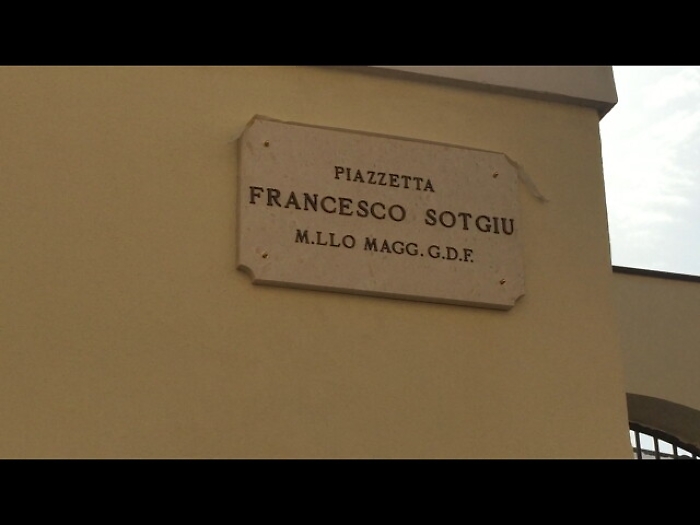 PIAZZETTA
FRANCESCO SOTGIU
M.LLO MAGG. G.D.F.